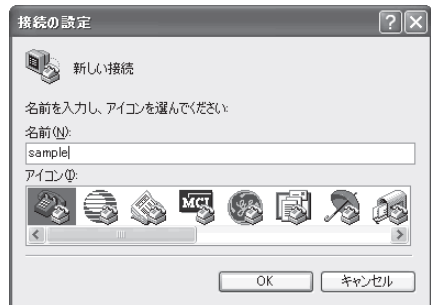 接続の設定
新しい接続
名前を入力し、アイコンを選んでください:
名前(N):
sample
アイコン(I):
MCI
OK
キャンセル